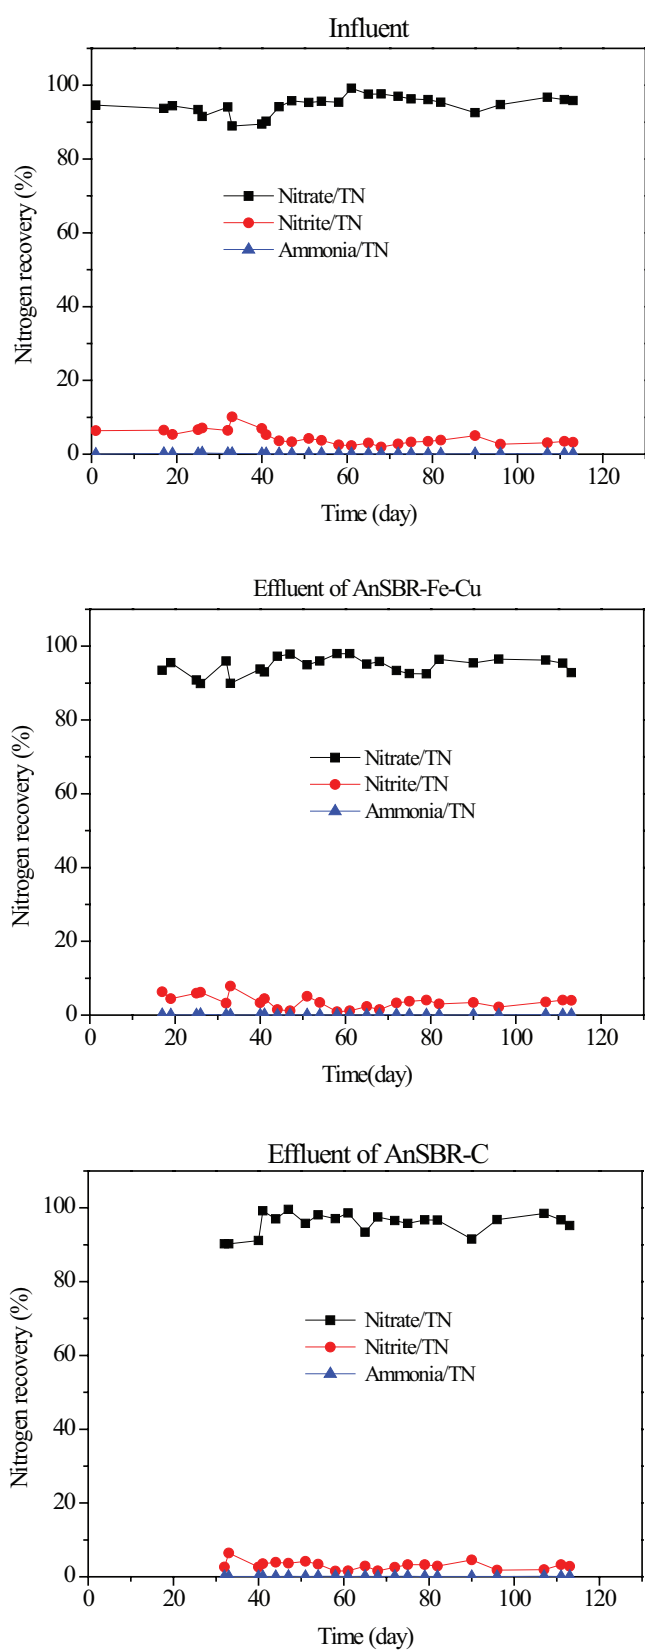 Influent
100
80
60
40
20
0
Nitrogen recovery (%)
Nitrate/TN
Nitrite/TN
Ammonia/TN
0 20 40 60 80 100 120
Time (day)
Effluent of AnSBR-Fe-Cu
100
80
60
40
20
0
Nitrogen recovery (%)
Nitrate/TN
Nitrite/TN
Ammonia/TN
0 20 40 60 80 100 120
Time(day)
Effluent of AnSBR-C
100
80
60
40
20
0
Nitrogen recovery (%)
Nitrate/TN
Nitrite/TN
Ammonia/TN
0 20 40 60 80 100 120
Time (day)